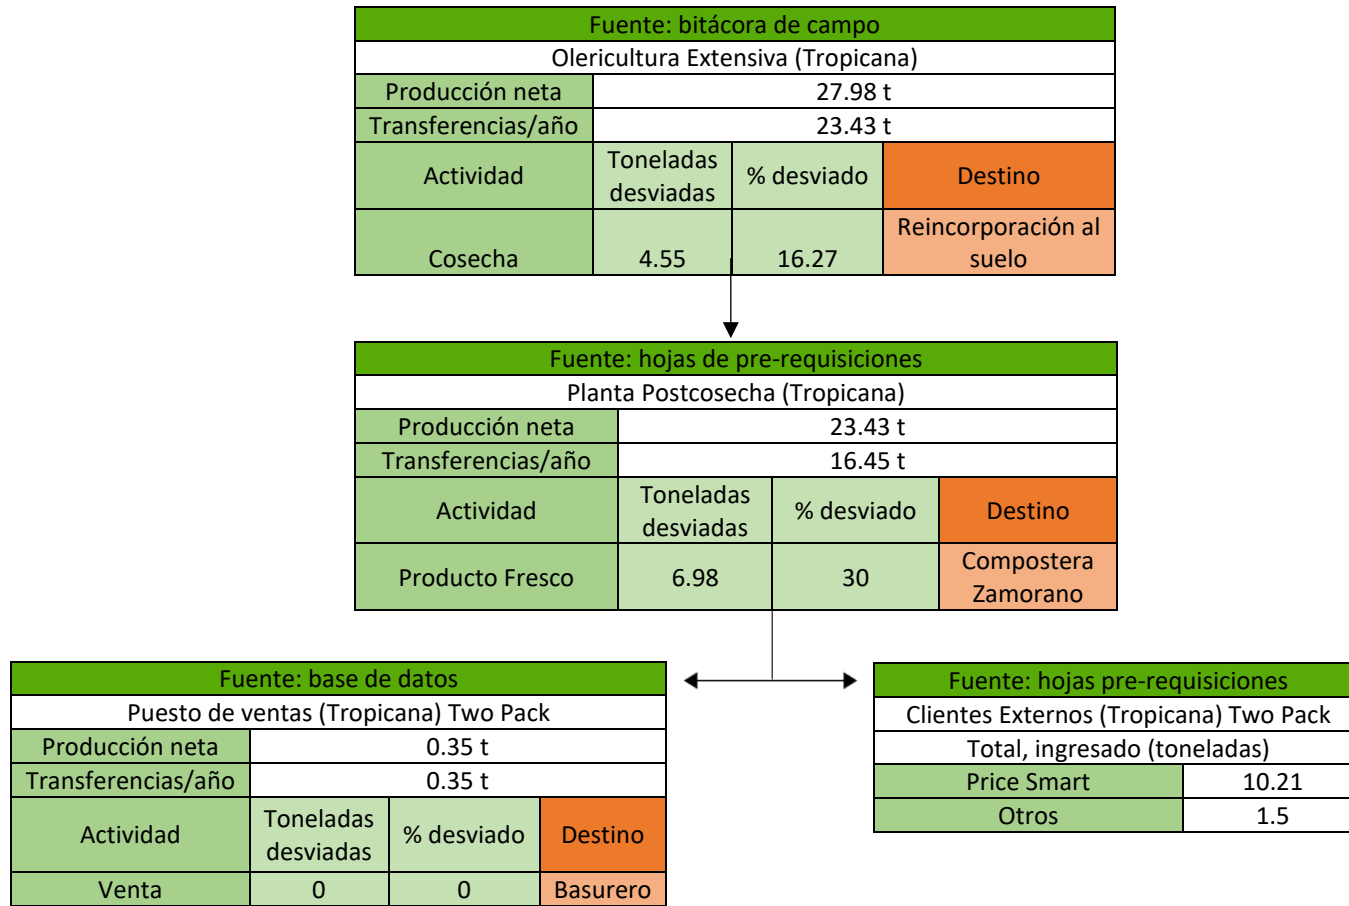 Fuente: bitácora de campo
Olericultura Extensiva (Tropicana)
Producción neta 27.98 t
Transferencias/año 23.43 t
Actividad Toneladas desviadas % desviado Destino
Cosecha 4.55 16.27 Reincorporación al suelo
Fuente: hojas de pre-requisiciones
Planta Postcosecha (Tropicana)
Producción neta 23.43 t
Transferencias/año 16.45 t
Actividad Toneladas desviadas % desviado Destino
Producto Fresco 6.98 30 Compostera Zamorano
Fuente: base de datos
Puesto de ventas (Tropicana) Two Pack
Producción neta 0.35 t
Transferencias/año 0.35 t
Actividad Toneladas desviadas % desviado Destino
Venta 0 0 Basurero
Fuente: hojas pre-requisiciones
Clientes Externos (Tropicana) Two Pack
Total, ingresado (toneladas)
Price Smart 10.21
Otros 1.5